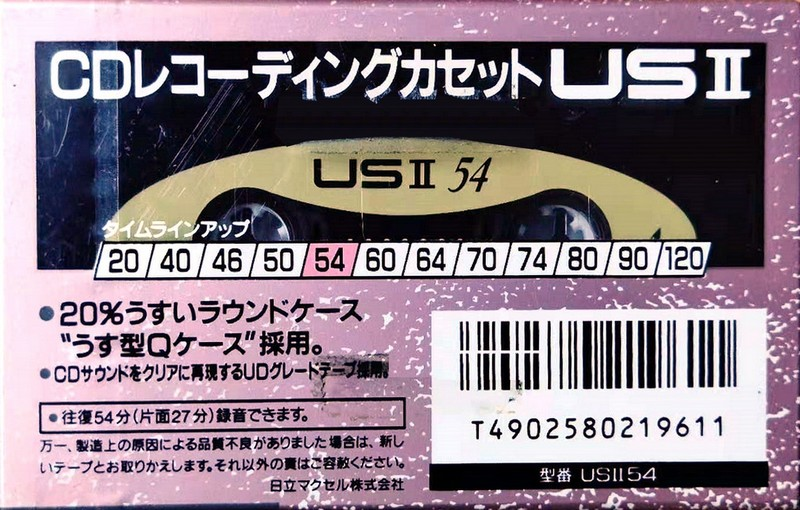 CDレコーディングカセットUSⅡ
USⅡ 54
タイムラインアップ
20 40 46 50 54 60 64 70 74 80 90 120
●20%うすいラウンドケース
“うす型Qケース”採用。
●CDサウンドをクリアに再現するUDグレードテープ採用。
●往復54分(片面27分)録音できます。
万一、製造上の原因による品質不良がありました場合は、新し
いテープとお取りかえします。それ以外の責はご容赦ください。
日立マクセル株式会社
T4902580219611
型番 USⅡ54